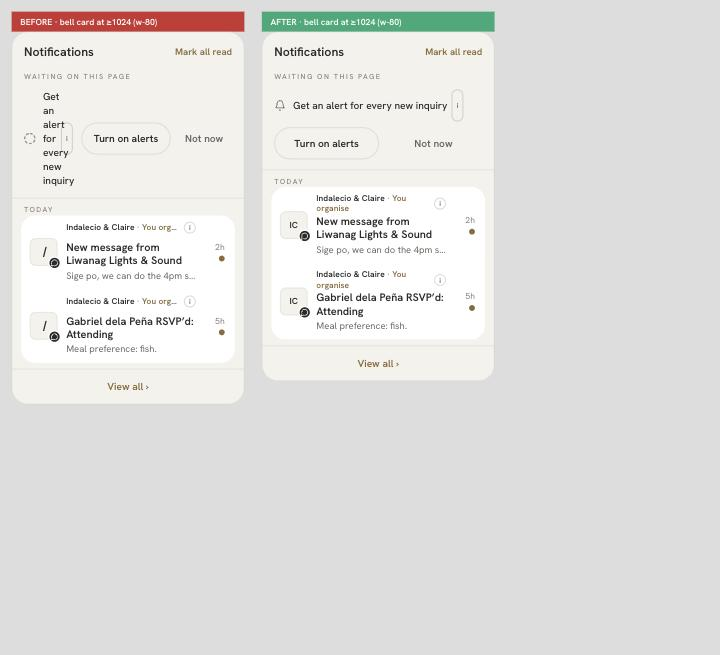 BEFORE · bell card at ≥1024 (w-80)
Notifications Mark all read
WAITING ON THIS PAGE
Get
an
alert
for
every
new
inquiry
i
Turn on alerts Not now
TODAY
Indalecio & Claire · You org… i
/
New message from
Liwanag Lights & Sound
2h
Sige po, we can do the 4pm s…
Indalecio & Claire · You org… i
/
Gabriel dela Peña RSVP’d:
Attending
5h
Meal preference: fish.
View all ›
AFTER · bell card at ≥1024 (w-80)
Notifications Mark all read
WAITING ON THIS PAGE
Get an alert for every new inquiry i
Turn on alerts Not now
TODAY
Indalecio & Claire · You
organise
i
IC
New message from
Liwanag Lights & Sound
2h
Sige po, we can do the 4pm s…
Indalecio & Claire · You
organise
i
IC
Gabriel dela Peña RSVP’d:
Attending
5h
Meal preference: fish.
View all ›